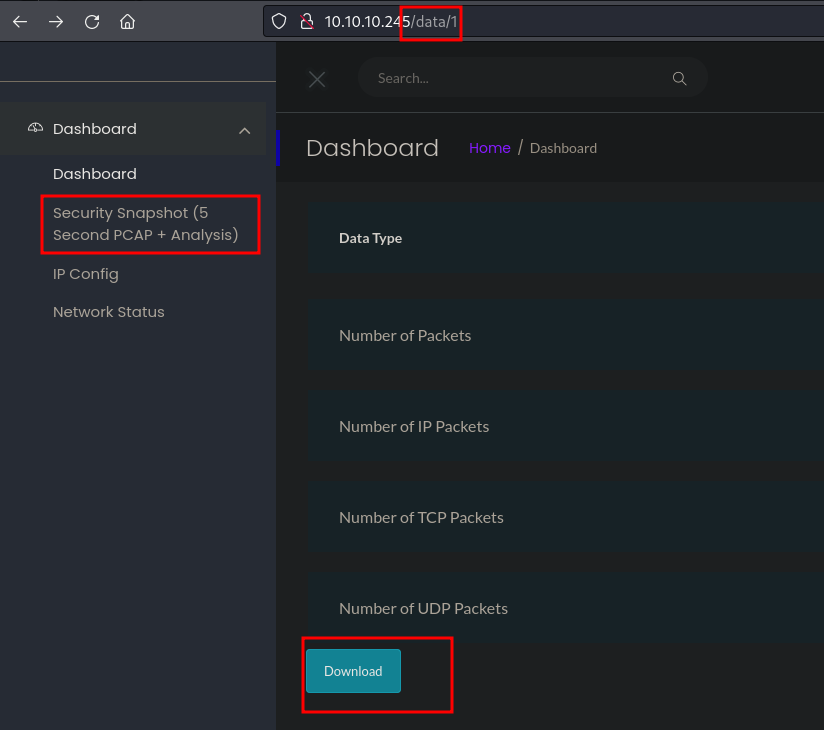 10.10.10.245/data/1
Search...
Dashboard
Dashboard
Security Snapshot (5
Second PCAP + Analysis)
IP Config
Network Status
Dashboard Home / Dashboard
Data Type
Number of Packets
Number of IP Packets
Number of TCP Packets
Number of UDP Packets
Download